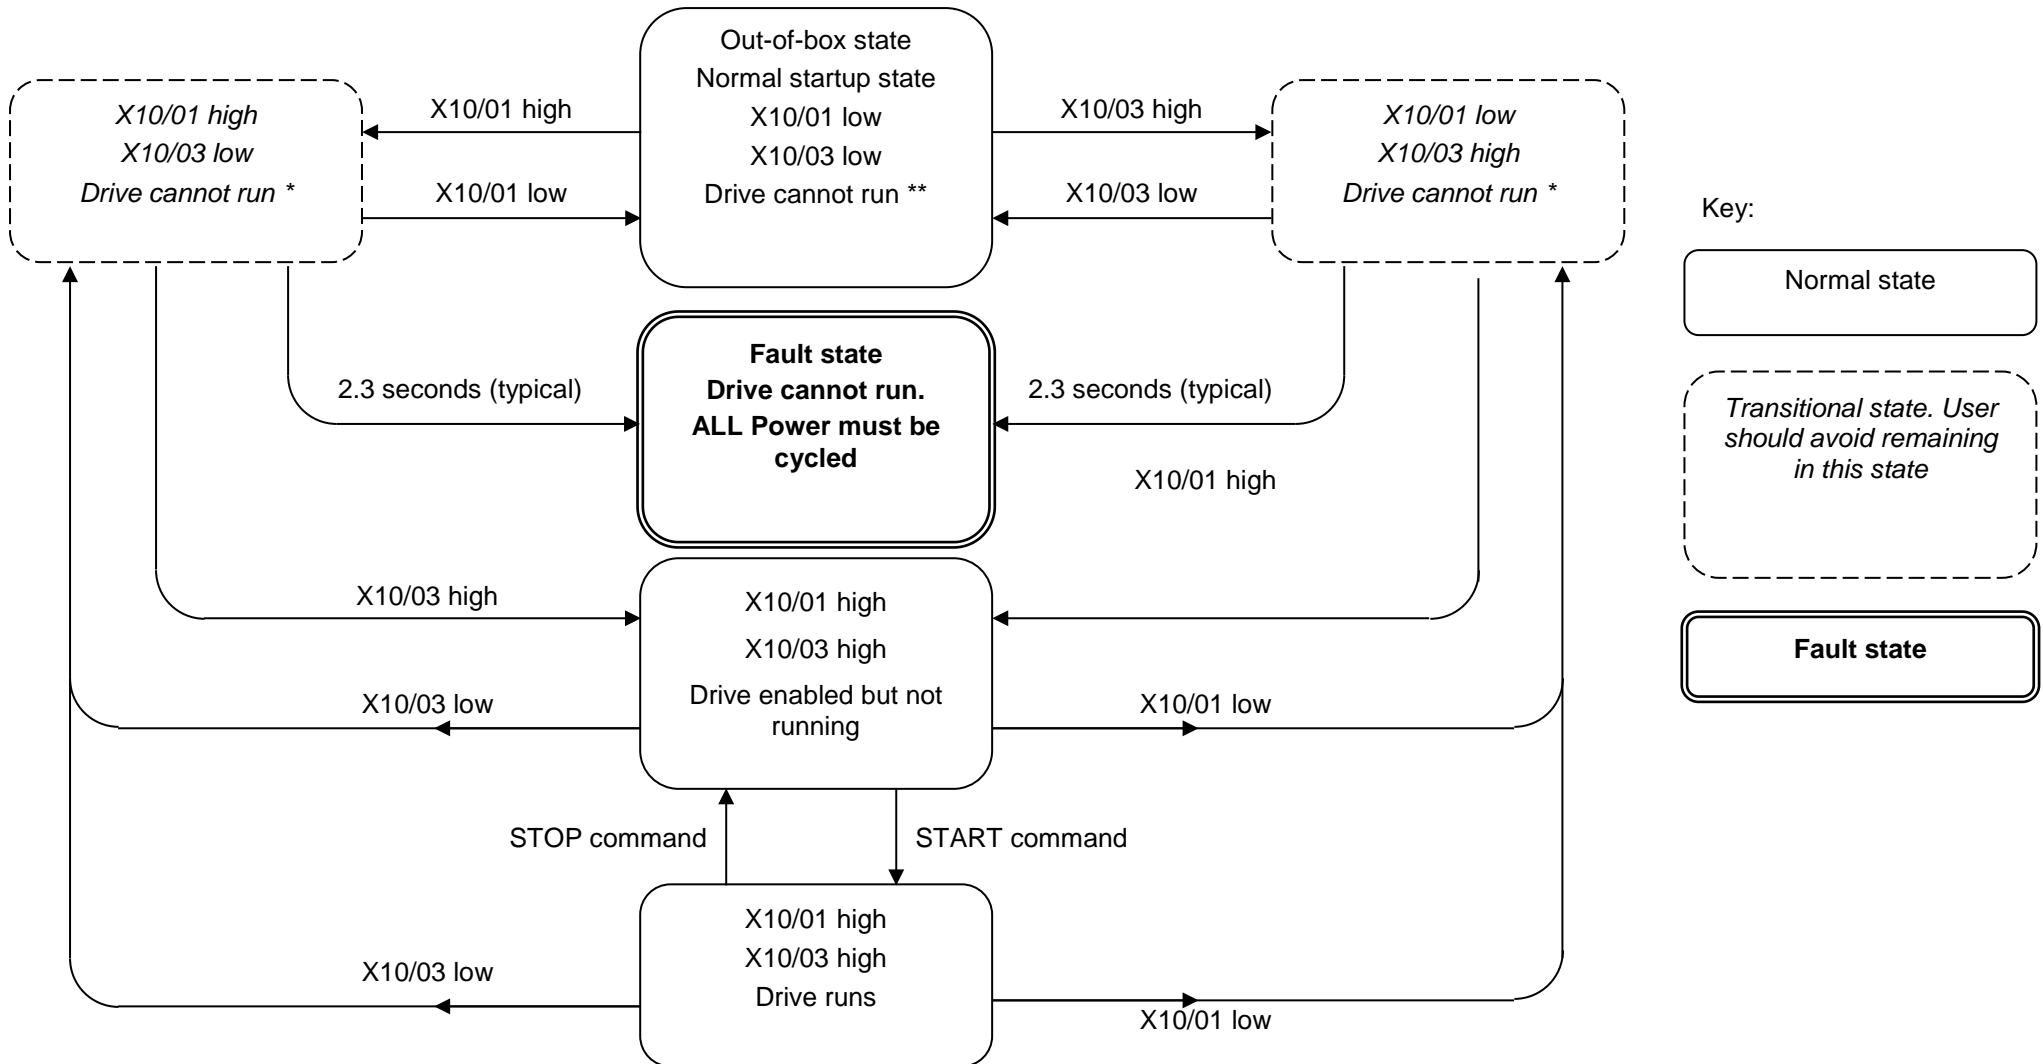 Out-of-box state
Normal startup state
X10/01 low
X10/03 low
Drive cannot run **
X10/01 high
X10/03 low
Drive cannot run *
X10/01 high
X10/01 low
X10/03 high
X10/03 low
X10/01 low
X10/03 high
Drive cannot run *
Key:
Normal state
Transitional state. User
should avoid remaining
in this state
Fault state
Fault state
Drive cannot run.
ALL Power must be
cycled
2.3 seconds (typical)
2.3 seconds (typical)
X10/01 high
X10/03 high
X10/01 high
X10/03 high
Drive enabled but not
running
X10/03 low
X10/01 low
STOP command
START command
X10/01 high
X10/03 high
Drive runs
X10/03 low
X10/01 low